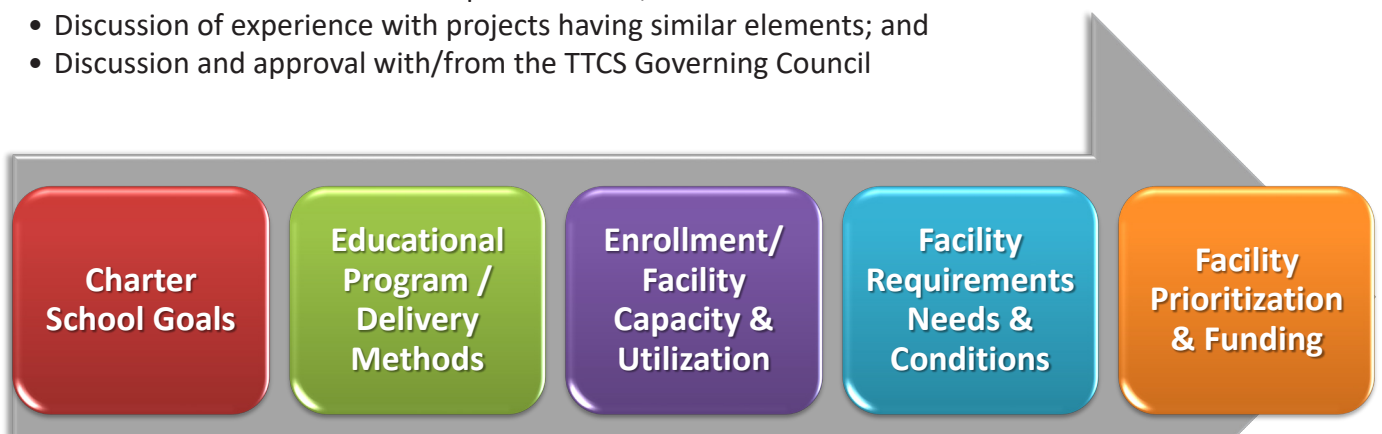 • Discussion of experience with projects having similar elements; and
• Discussion and approval with/from the TTCS Governing Council
Charter
School Goals
Educational
Program /
Delivery
Methods
Enrollment/
Facility
Capacity &
Utilization
Facility
Requirements
Needs &
Conditions
Facility
Prioritization
& Funding